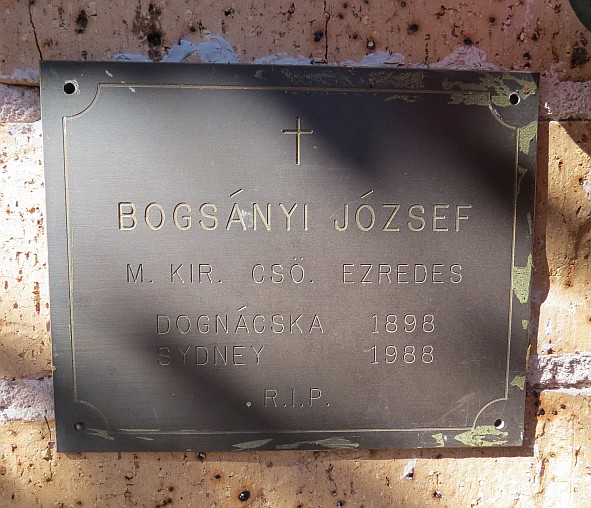 BOGSÁNYI JÓZSEF
M. KIR. CSÖ. EZREDES
DOGNÁCSKA 1898
SYDNEY 1988
R.I.P.